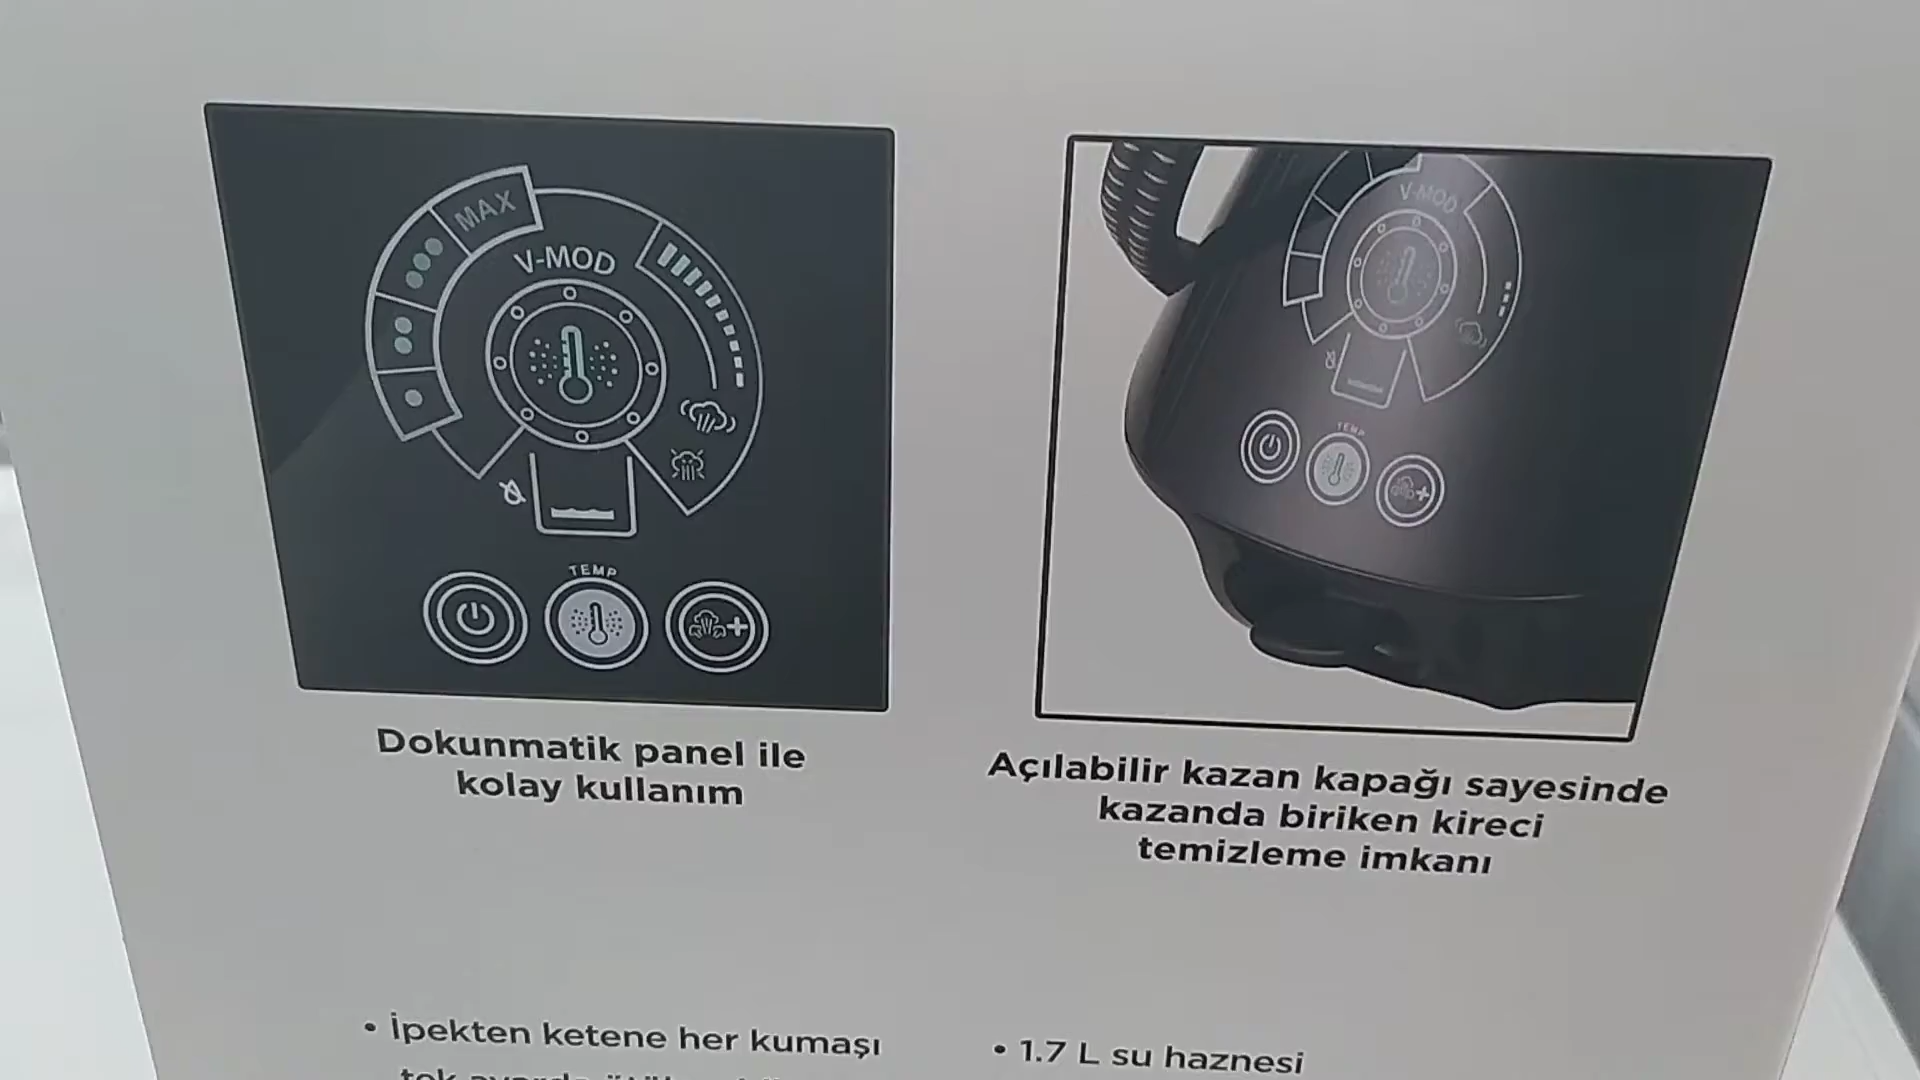 MAX
V-MOD
TEMP
V-MOD
TEMP
Dokunmatik panel ile
kolay kullanım
Açılabilir kazan kapağı sayesinde
kazanda biriken kireci
temizleme imkanı
• İpekten ketene her kumaşı
• 1.7 L su haznesi